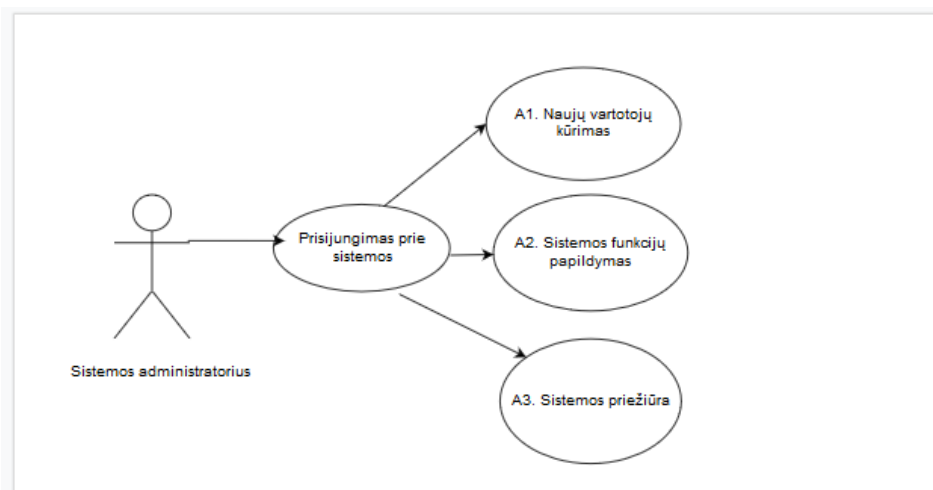 A1. Naujų vartotojų
kūrimas
Prisijungimas prie
sistemos
A2. Sistemos funkcijų
papildymas
Sistemos administratorius
A3. Sistemos priežiūra